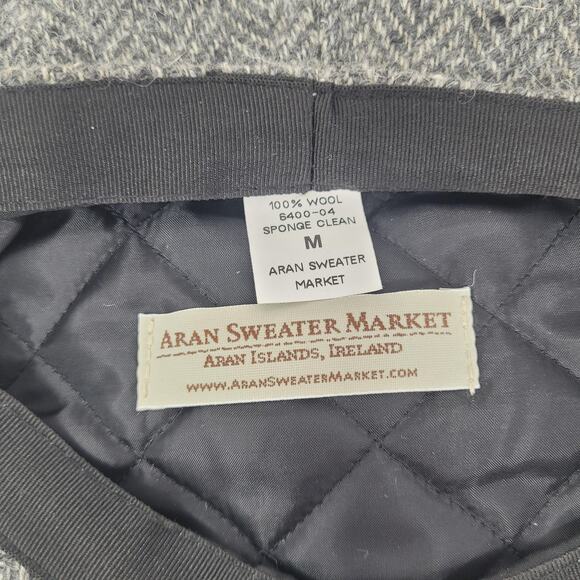 100% WOOL
6400-04
SPONGE CLEAN
M
ARAN SWEATER
MARKET
ARAN SWEATER MARKET
ARAN ISLANDS, IRELAND
WWW.ARANSWEATERMARKET.COM